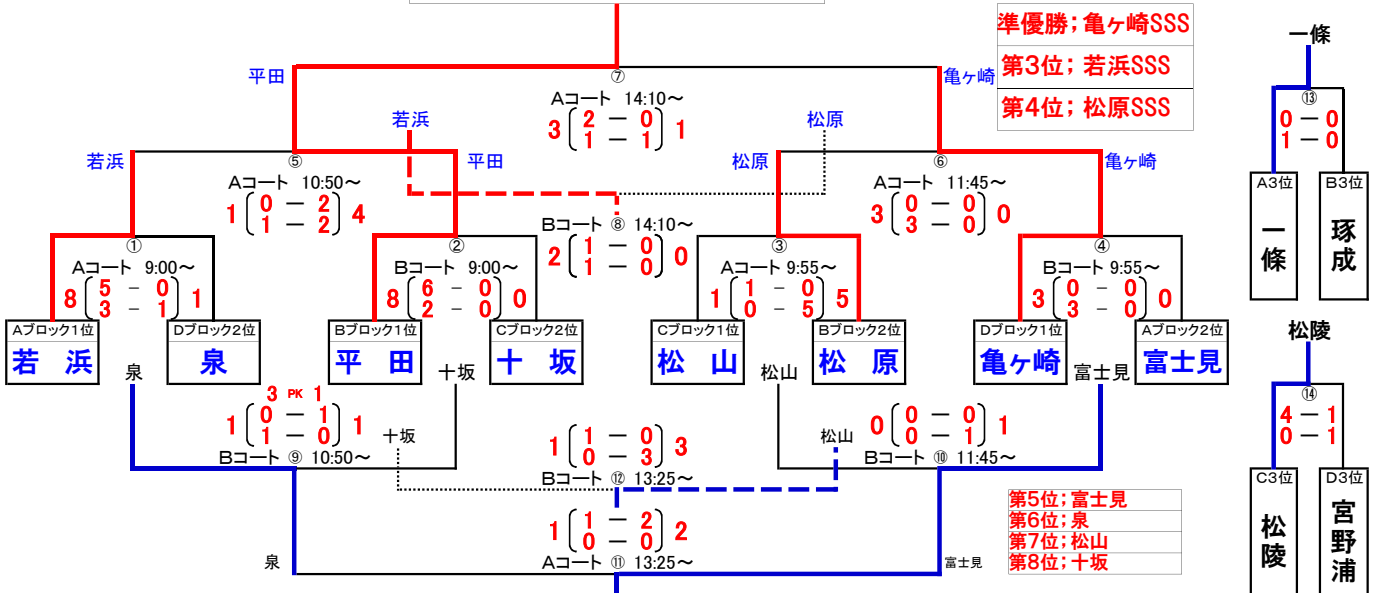 準優勝; 亀ヶ崎SSS
第3位; 若浜SSS
第4位; 松原SSS
一條
平田
⑦
亀ヶ崎
⑬
0 ー 0
1 ー 0
Aコート 14:10～
3 2 ー 0 1
1 ー 1
若浜
松原
若浜
⑤
平田
松原
⑥
亀ヶ崎
A3位
B3位
一條
琢成
Aコート 10:50～
1 0 ー 2 4
1 ー 2
Aコート 11:45～
3 0 ー 0 0
3 ー 0
Bコート ⑧ 14:10～
2 1 ー 0 0
1 ー 0
①
Aコート 9:00～
8 5 - 0 1
3 - 1
②
Bコート 9:00～
8 6 - 0 0
2 - 0
③
Aコート 9:55～
1 1 - 0 5
0 - 5
④
Bコート 9:55～
3 0 - 0 0
3 - 0
Aブロック1位
若 浜
Dブロック2位
泉
Bブロック1位
平 田
Cブロック2位
十 坂
Cブロック1位
松 山
Bブロック2位
松 原
Dブロック1位
亀ヶ崎
Aブロック2位
富士見
松陵
泉
十坂
松山
富士見
⑭
4 ー 1
0 ー 1
3 PK 1
1 0 ー 1 1
1 ー 0
Bコート ⑨ 10:50～
十坂
1 1 ー 0 3
0 ー 3
Bコート ⑫ 13:25～
松山
0 0 ー 0 1
0 ー 1
Bコート ⑩ 11:45～
C3位
D3位
松陵
宮野浦
第5位; 富士見
第6位; 泉
第7位; 松山
第8位; 十坂
1 1 ー 2 2
0 ー 0
泉
Aコート ⑪ 13:25～
富士見